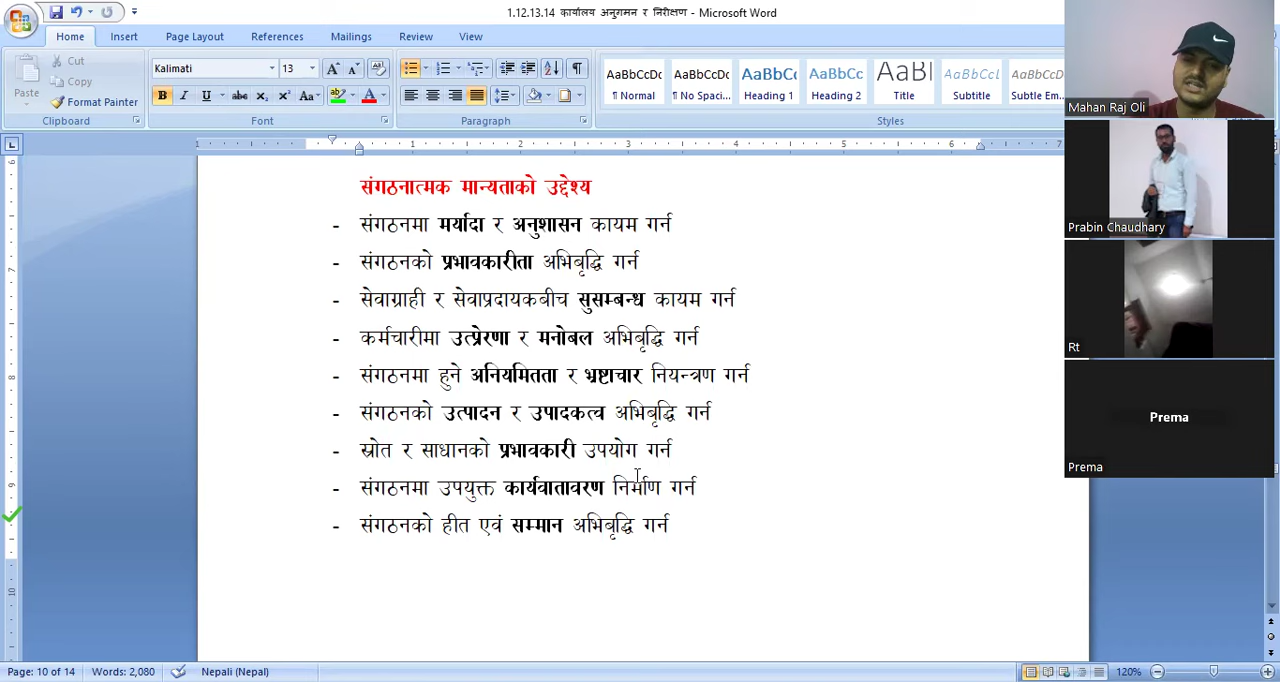 1.12.13.14 कार्यालय अनुगमन र निरीक्षण - Microsoft Word
Home Insert Page Layout References Mailings Review View
Paste
Cut
Copy
Format Painter
Clipboard
Kalimati 13
Font
Paragraph
AaBbCcDc AaBbCcDc AaBbCc AaBbCc AaBl AaBbCcL AaBbCcDc
¶ Normal ¶ No Spaci... Heading 1 Heading 2 Title Subtitle Subtle Em...
Styles
संगठनात्मक मान्यताको उद्देश्य
- संगठनमा मर्यादा र अनुशासन कायम गर्न
- संगठनको प्रभावकारीता अभिबृद्धि गर्न
- सेवाग्राही र सेवाप्रदायकबीच सुसम्बन्ध कायम गर्न
- कर्मचारीमा उत्प्रेरणा र मनोबल अभिबृद्धि गर्न
- संगठनमा हुने अनियमितता र भ्रष्टाचार नियन्त्रण गर्न
- संगठनको उत्पादन र उपादकत्व अभिबृद्धि गर्न
- स्रोत र साधानको प्रभावकारी उपयोग गर्न
- संगठनमा उपयुक्त कार्यवातावरण निर्माण गर्न
- संगठनको हीत एवं सम्मान अभिबृद्धि गर्न
Mahan Raj Oli
Prabin Chaudhary
Rt
Prema
Prema
Page: 10 of 14 Words: 2,080 Nepali (Nepal) 120%